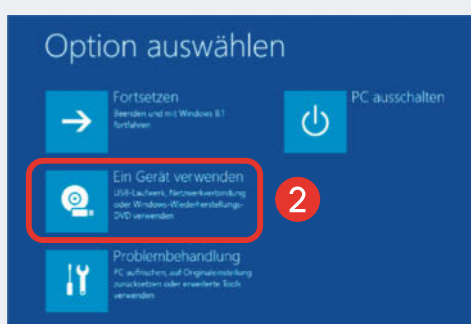 Option auswählen
Fortsetzen
Beenden und mit Windows 8.1
fortfahren
PC ausschalten
Ein Gerät verwenden
USB-Laufwerk, Netzwerkverbindung
oder Windows-Wiederherstellungs-
DVD verwenden
2
Problembehandlung
PC auffrischen, auf Originaleinstellung
zurücksetzen oder erweiterte Tools
verwenden